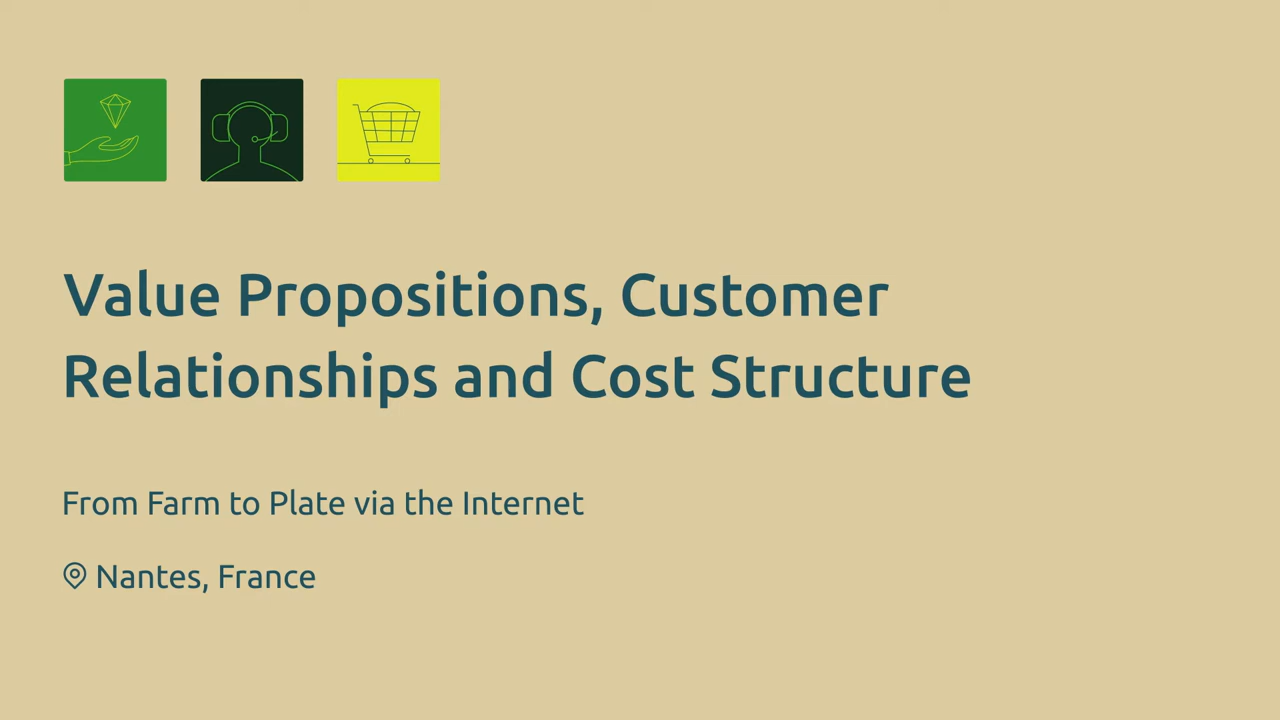 Value Propositions, Customer
Relationships and Cost Structure
From Farm to Plate via the Internet
Nantes, France